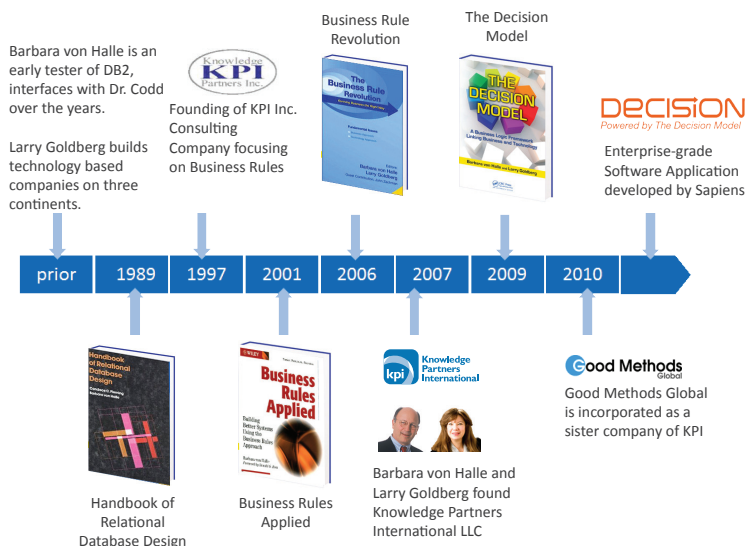 Barbara von Halle is an
early tester of DB2,
interfaces with Dr. Codd
over the years.
Larry Goldberg builds
technology based
companies on three
continents.
Knowledge
KPI
Partners Inc.
Founding of KPI Inc.
Consulting
Company focusing
on Business Rules
Business Rule
Revolution
The
Business Rule
Revolution
Barbara von Halle
Larry Goldberg
The Decision
Model
THE
DECISION
MODEL
A Business Logic Framework
Linking Business and Technology
Barbara von Halle and Larry Goldberg
DECISION
Powered by The Decision Model
Enterprise-grade
Software Application
developed by Sapiens
prior
1989
1997
2001
2006
2007
2009
2010
Handbook
of Relational
Database
Design
Candace C. Fleming
Barbara von Halle
Handbook of
Relational
Database Design
WILEY
Business
Rules
Applied
Building
Better Systems
Using the
Business Rules
Approach
Barbara von Halle
Business Rules
Applied
kpi
Knowledge
Partners
International
Barbara von Halle and
Larry Goldberg found
Knowledge Partners
International LLC
Good Methods
Global
Good Methods Global
is incorporated as a
sister company of KPI